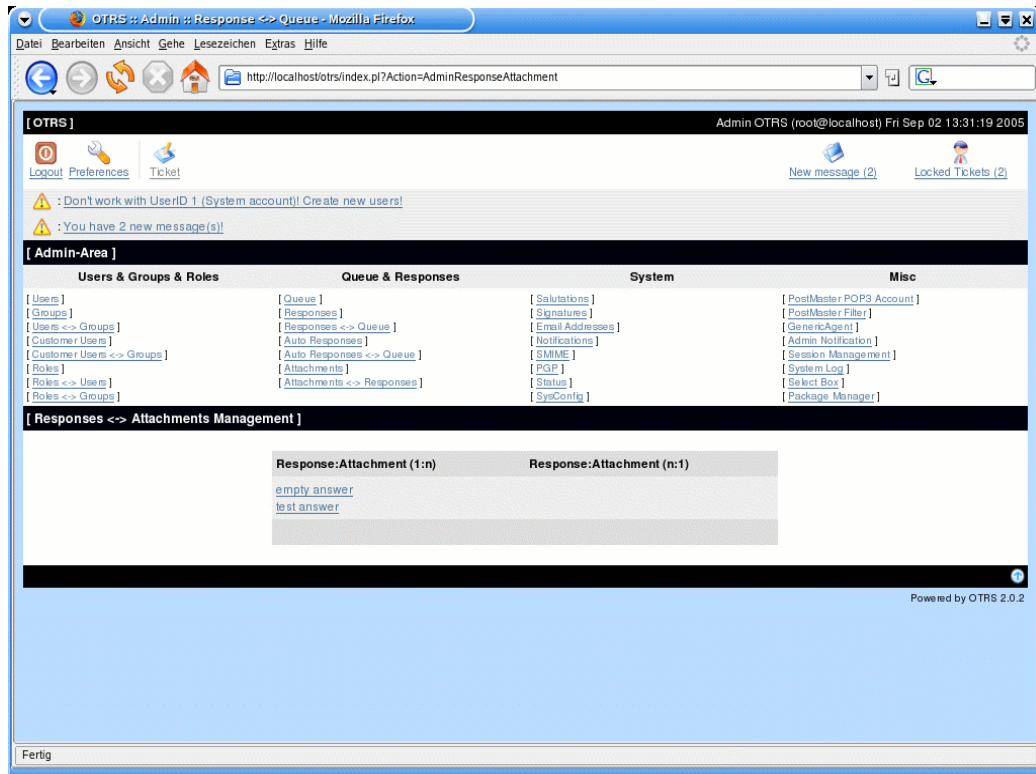 OTRS :: Admin :: Response <-> Queue - Mozilla Firefox
Datei Bearbeiten Ansicht Gehe Lesezeichen Extras Hilfe
http://localhost/otrs/index.pl?Action=AdminResponseAttachment
G
[ OTRS ] Admin OTRS (root@localhost) Fri Sep 02 13:31:19 2005
Logout Preferences Ticket New message (2) Locked Tickets (2)
: Don't work with UserID 1 (System account)! Create new users!
: You have 2 new message(s)!
[ Admin-Area ]
Users & Groups & Roles Queue & Responses System Misc
[ Users ] [ Queue ] [ Salutations ] [ PostMaster POP3 Account ]
[ Groups ] [ Responses ] [ Signatures ] [ PostMaster Filter ]
[ Users <-> Groups ] [ Responses <-> Queue ] [ Email Addresses ] [ GenericAgent ]
[ Customer Users ] [ Auto Responses ] [ Notifications ] [ Admin Notification ]
[ Customer Users <-> Groups ] [ Auto Responses <-> Queue ] [ SMIME ] [ Session Management ]
[ Roles ] [ Attachments ] [ PGP ] [ System Log ]
[ Roles <-> Users ] [ Attachments <-> Responses ] [ Status ] [ Select Box ]
[ Roles <-> Groups ] [ SysConfig ] [ Package Manager ]
[ Responses <-> Attachments Management ]
Response:Attachment (1:n) Response:Attachment (n:1)
empty answer
test answer
Powered by OTRS 2.0.2
Fertig